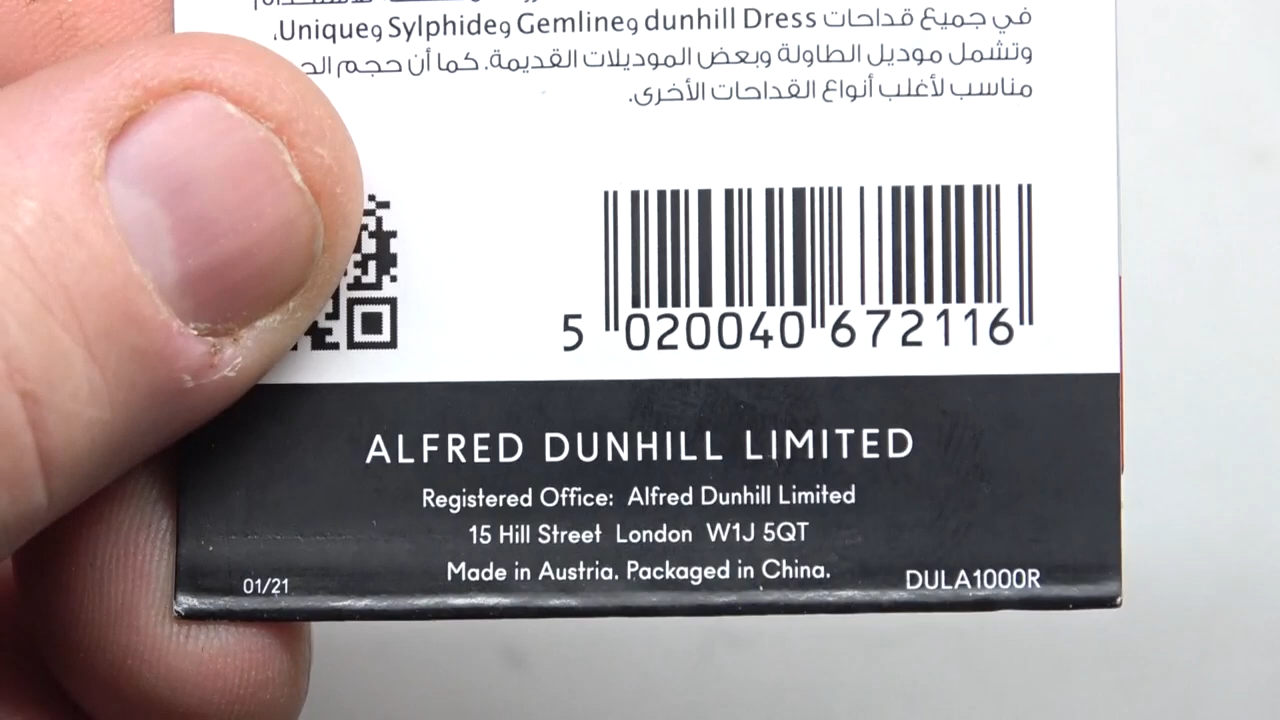 في جميع قداحات dunhill Dress وGemline وSylphide وUnique،
وتشمل موديل الطاولة وبعض الموديلات القديمة. كما أن حجم
مناسب لأغلب أنواع القداحات الأخرى.
5 020040 672116
ALFRED DUNHILL LIMITED
Registered Office: Alfred Dunhill Limited
15 Hill Street London W1J 5QT
Made in Austria. Packaged in China.
01/21
DULA1000R